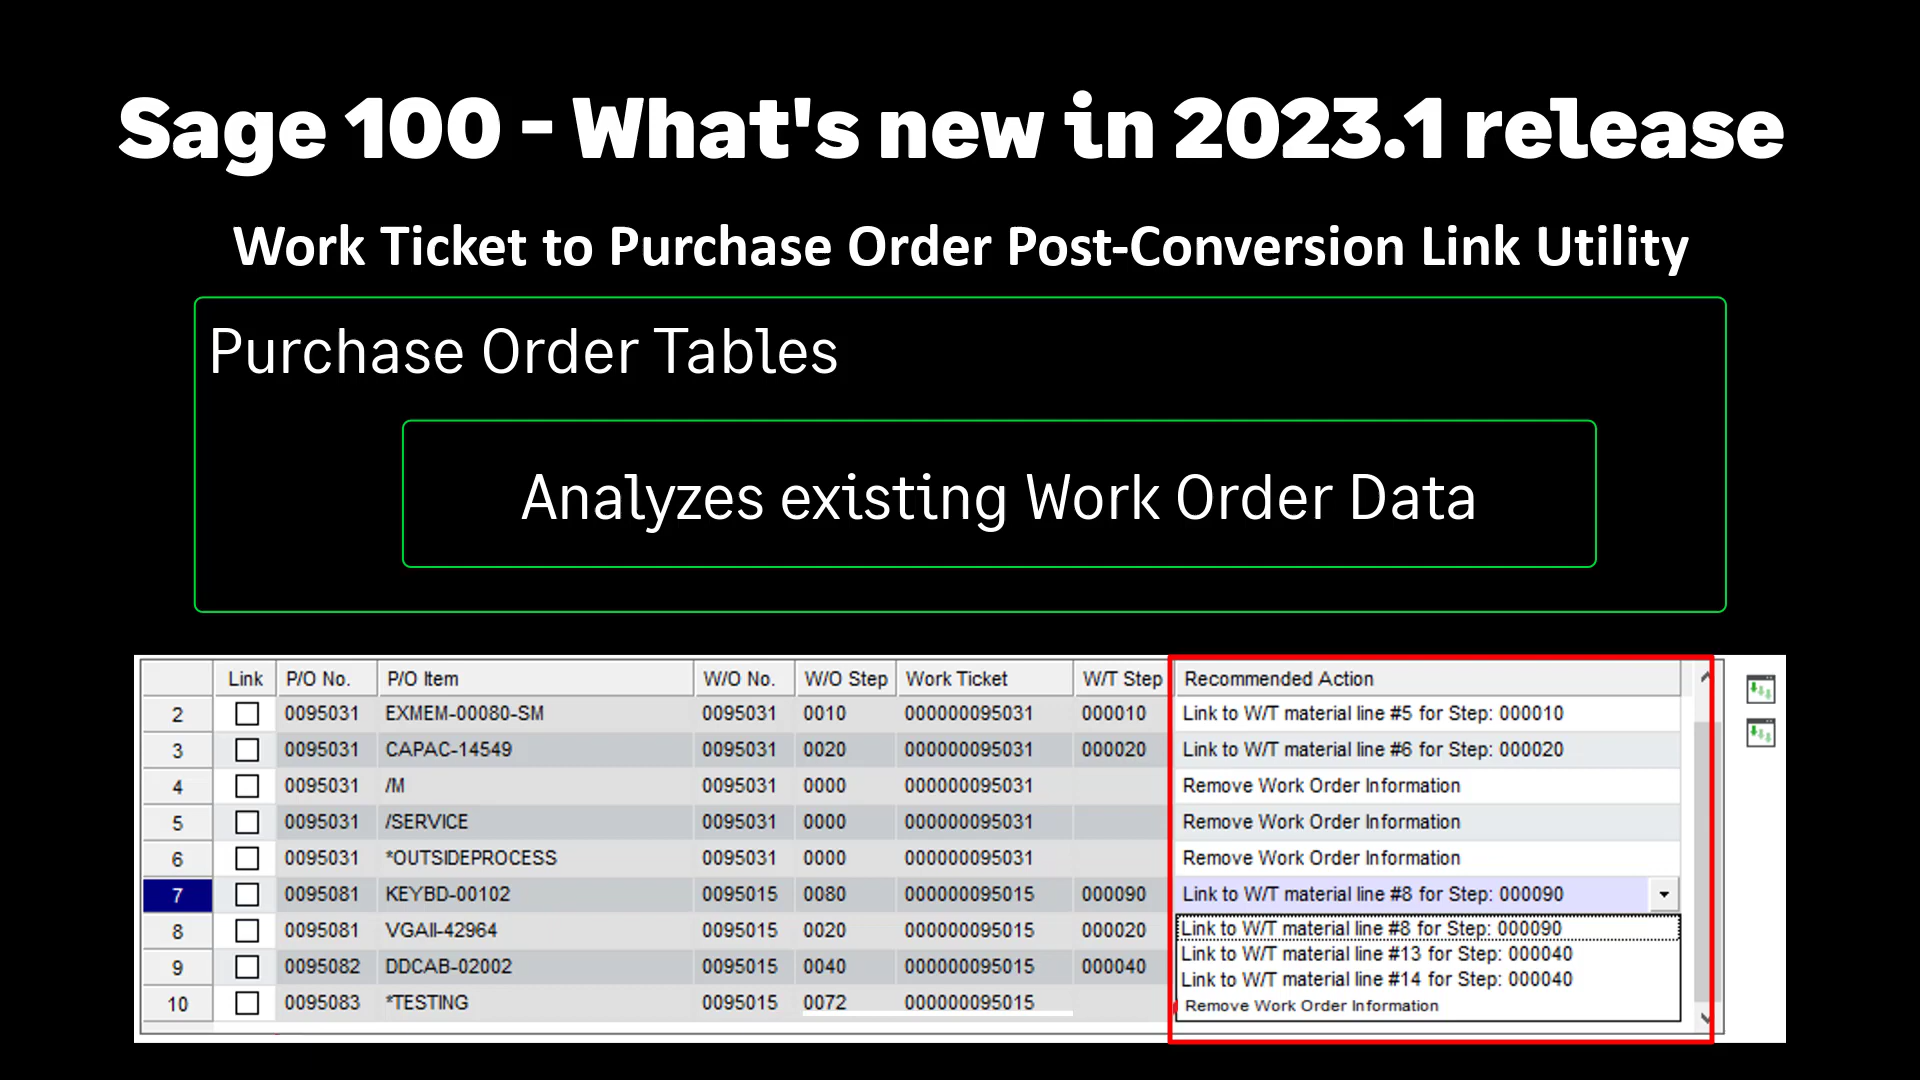 Sage 100 - What's new in 2023.1 release
Work Ticket to Purchase Order Post-Conversion Link Utility
Purchase Order Tables
Analyzes existing Work Order Data
Link P/O No. P/O Item W/O No. W/O Step Work Ticket W/T Step Recommended Action
2 0095031 EXMEM-00080-SM 0095031 0010 000000095031 000010 Link to W/T material line #5 for Step: 000010
3 0095031 CAPAC-14549 0095031 0020 000000095031 000020 Link to W/T material line #6 for Step: 000020
4 0095031 /M 0095031 0000 000000095031 Remove Work Order Information
5 0095031 /SERVICE 0095031 0000 000000095031 Remove Work Order Information
6 0095031 *OUTSIDEPROCESS 0095031 0000 000000095031 Remove Work Order Information
7 0095081 KEYBD-00102 0095015 0080 000000095015 000090 Link to W/T material line #8 for Step: 000090
8 0095081 VGAII-42964 0095015 0020 000000095015 000020 Link to W/T material line #8 for Step: 000090
9 0095082 DDCAB-02002 0095015 0040 000000095015 000040 Link to W/T material line #13 for Step: 000040
Link to W/T material line #14 for Step: 000040
10 0095083 *TESTING 0095015 0072 000000095015 Remove Work Order Information